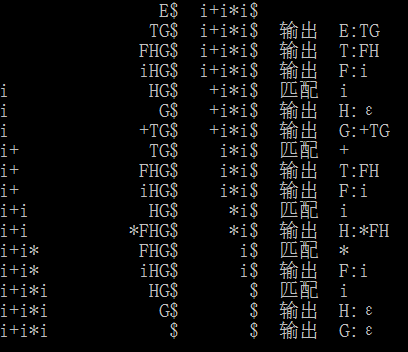 E$ i+i*i$
TG$ i+i*i$ 输出 E:TG
FHG$ i+i*i$ 输出 T:FH
iHG$ i+i*i$ 输出 F:i
i HG$ +i*i$ 匹配 i
i G$ +i*i$ 输出 H:ε
i +TG$ +i*i$ 输出 G:+TG
i+ TG$ i*i$ 匹配 +
i+ FHG$ i*i$ 输出 T:FH
i+ iHG$ i*i$ 输出 F:i
i+i HG$ *i$ 匹配 i
i+i *FHG$ *i$ 输出 H:*FH
i+i* FHG$ i$ 匹配 *
i+i* iHG$ i$ 输出 F:i
i+i*i HG$ $ 匹配 i
i+i*i G$ $ 输出 H:ε
i+i*i $ $ 输出 G:ε